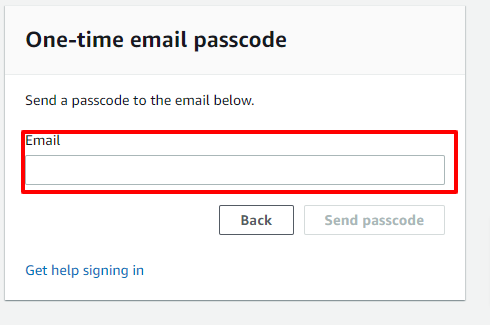 One-time email passcode
Send a passcode to the email below.
Email
Back
Send passcode
Get help signing in